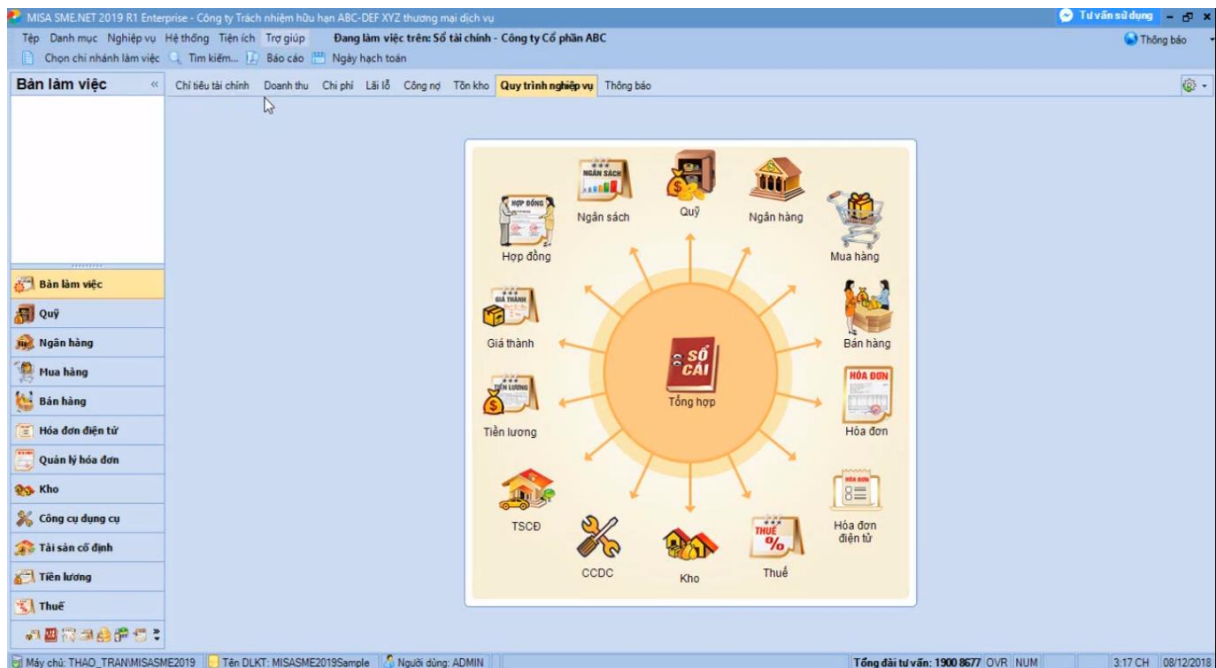 MISA SME.NET 2019 R1 Enterprise - Công ty Trách nhiệm hữu hạn ABC-DEF XYZ thương mại dịch vụ
Tư vấn sử dụng
Tệp Danh mục Nghiệp vụ Hệ thống Tiện ích Trợ giúp Đang làm việc trên: Sổ tài chính - Công ty Cổ phần ABC
Thông báo
Chọn chi nhánh làm việc Tìm kiếm... Báo cáo Ngày hạch toán
Bàn làm việc «
Chỉ tiêu tài chính Doanh thu Chi phí Lãi lỗ Công nợ Tồn kho Quy trình nghiệp vụ Thông báo
Bàn làm việc
Quỹ
Ngân hàng
Mua hàng
Bán hàng
Hóa đơn điện tử
Quản lý hóa đơn
Kho
Công cụ dụng cụ
Tài sản cố định
Tiền lương
Thuế
NGÂN SÁCH
Ngân sách
Quỹ
Ngân hàng
HỢP ĐỒNG
Hợp đồng
Mua hàng
GIÁ THÀNH
Giá thành
Bán hàng
SỔ
CÁI
Tổng hợp
TIỀN LƯƠNG
Tiền lương
HÓA ĐƠN
Hóa đơn
TSCĐ
CCDC
Kho
THUẾ
%
Thuế
HÓA ĐƠN
Hóa đơn
điện tử
Máy chủ: THAO_TRAN\MISASME2019 Tên DLKT: MISASME2019Sample Người dùng: ADMIN
Tổng đài tư vấn: 1900 8677 OVR NUM 3:17 CH 08/12/2018